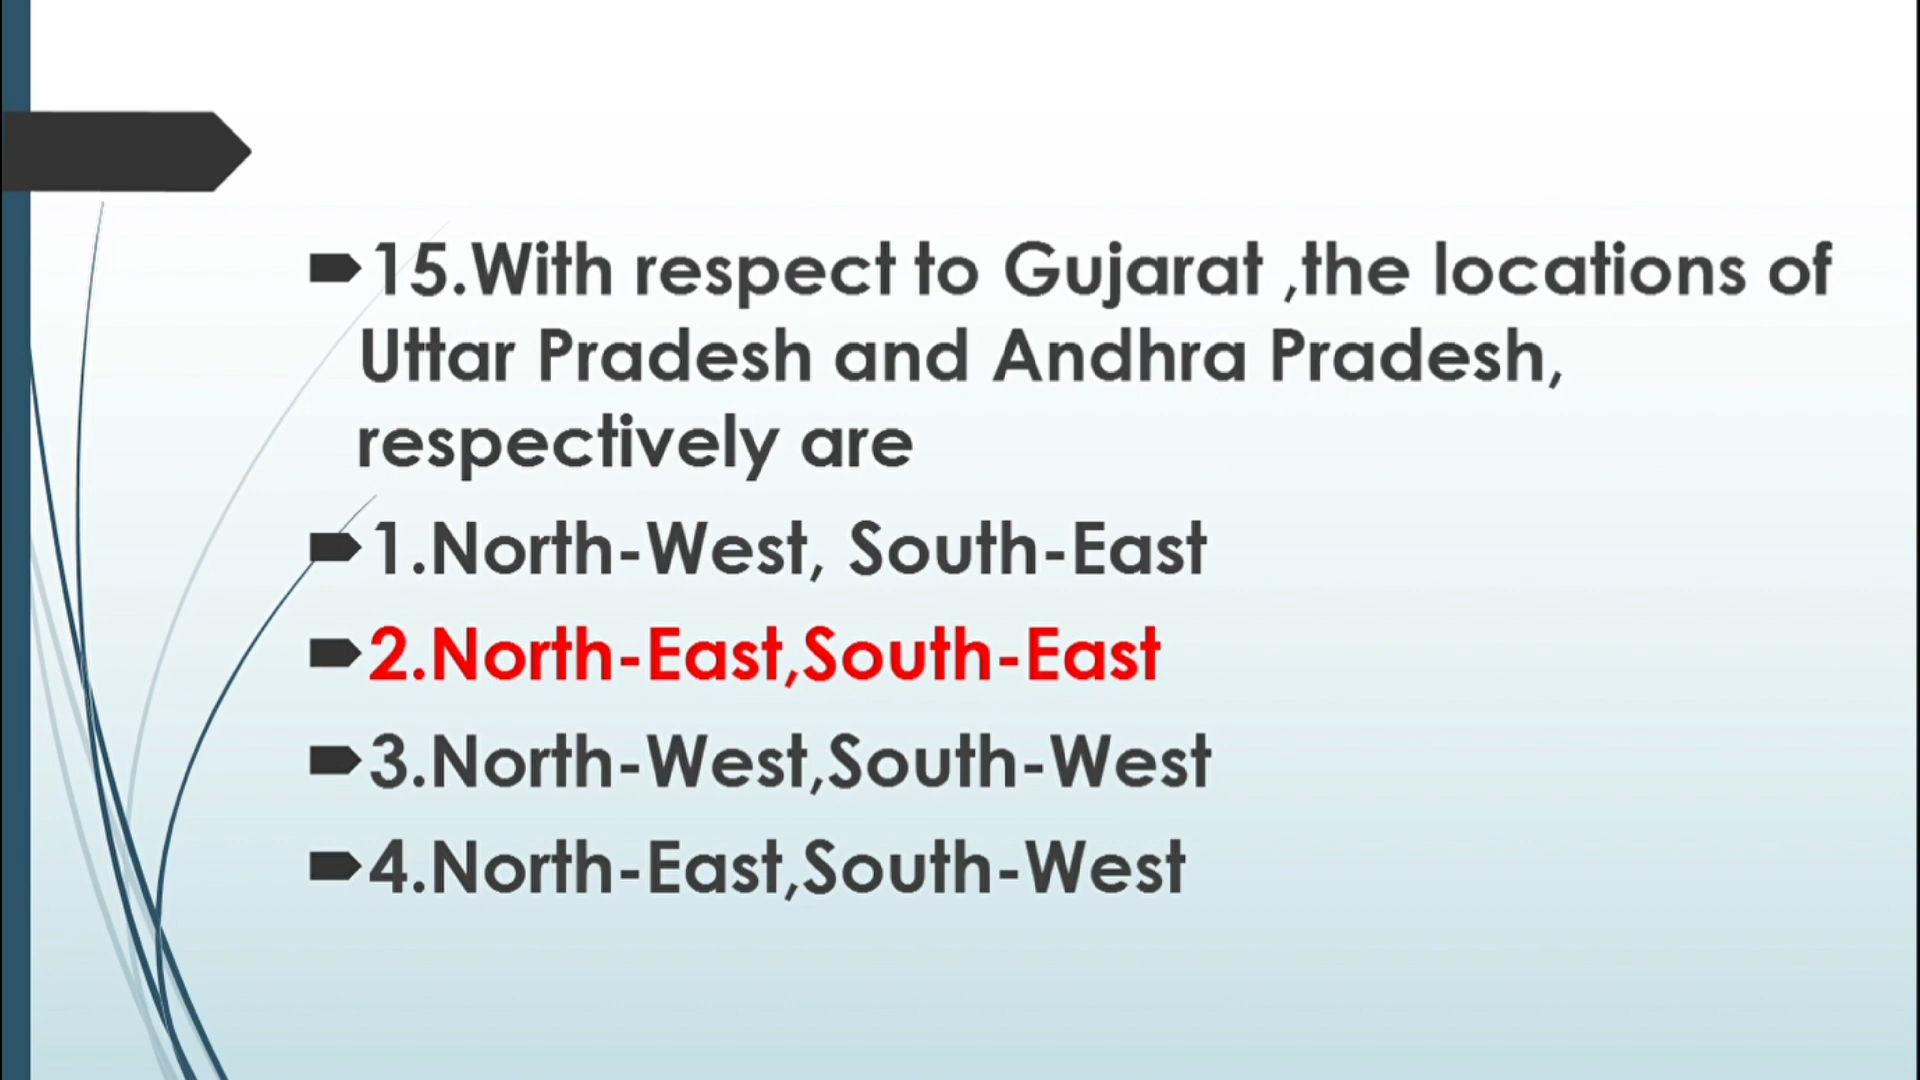 15.With respect to Gujarat ,the locations of
Uttar Pradesh and Andhra Pradesh,
respectively are
1.North-West, South-East
2.North-East,South-East
3.North-West,South-West
4.North-East,South-West